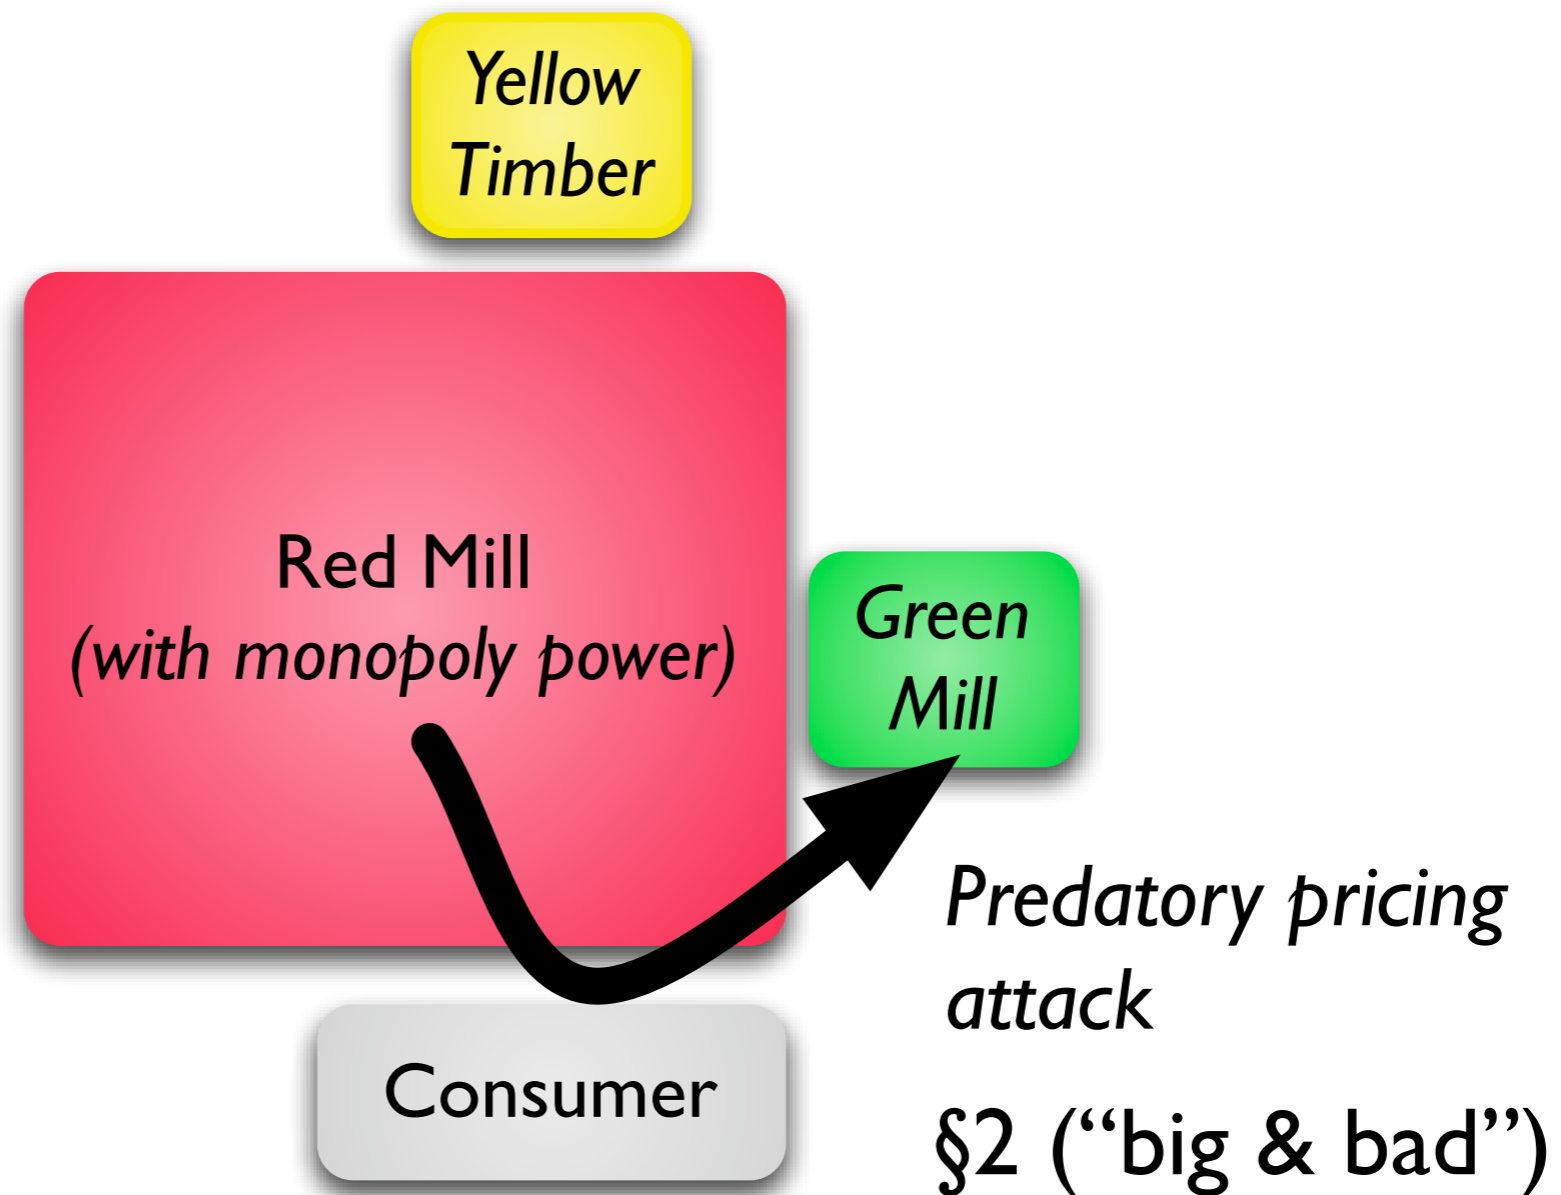 Yellow
Timber
Red Mill
(with monopoly power)
Green
Mill
Predatory pricing
attack
Consumer
§2 (“big & bad”)